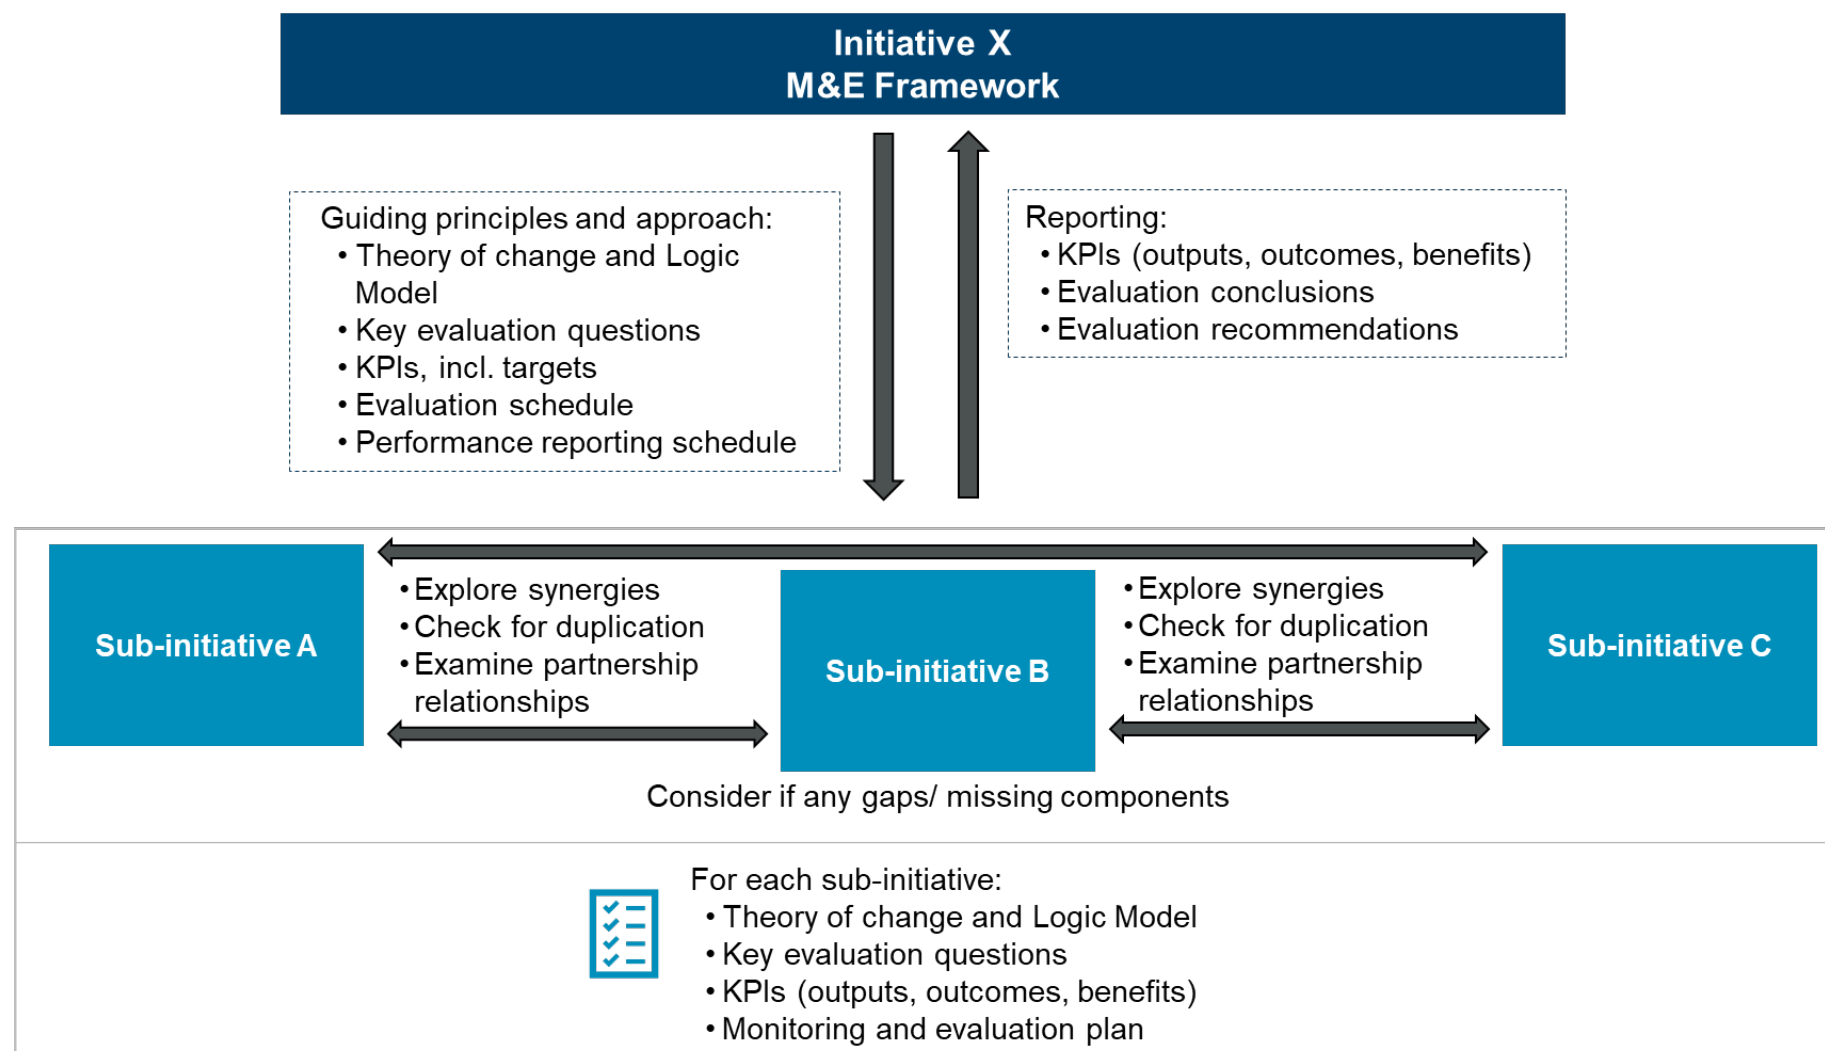 Initiative X
M&E Framework
Guiding principles and approach:
• Theory of change and Logic
Model
• Key evaluation questions
• KPIs, incl. targets
• Evaluation schedule
• Performance reporting schedule
Reporting:
• KPIs (outputs, outcomes, benefits)
• Evaluation conclusions
• Evaluation recommendations
Sub-initiative A
• Explore synergies
• Check for duplication
• Examine partnership
relationships
Sub-initiative B
• Explore synergies
• Check for duplication
• Examine partnership
relationships
Sub-initiative C
Consider if any gaps/ missing components
For each sub-initiative:
• Theory of change and Logic Model
• Key evaluation questions
• KPIs (outputs, outcomes, benefits)
• Monitoring and evaluation plan